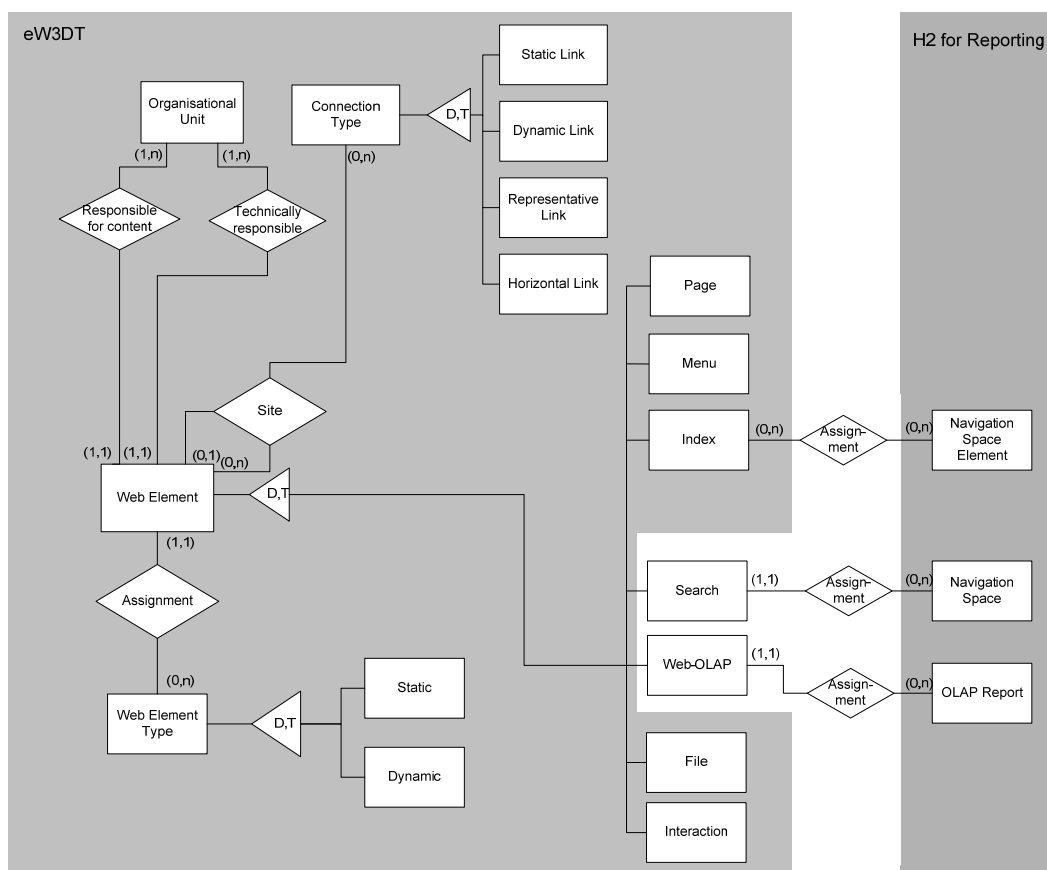 eW3DT
H2 for Reporting
Static Link
Organisational
Unit
Connection
Type
D,T
Dynamic Link
(1,n)
(1,n)
(0,n)
Responsible
for content
Technically
responsible
Representative
Link
Horizontal Link
Page
Menu
Site
Index
(0,n)
Assign-
ment
(0,n)
Navigation
Space
Element
(1,1)
(1,1)
(0,1)
(0,n)
Web Element
D,T
(1,1)
Assignment
Search
(1,1)
Assign-
ment
(0,n)
Navigation
Space
Web-OLAP
(1,1)
Assign-
ment
(0,n)
OLAP Report
(0,n)
Web Element
Type
D,T
Static
Dynamic
File
Interaction